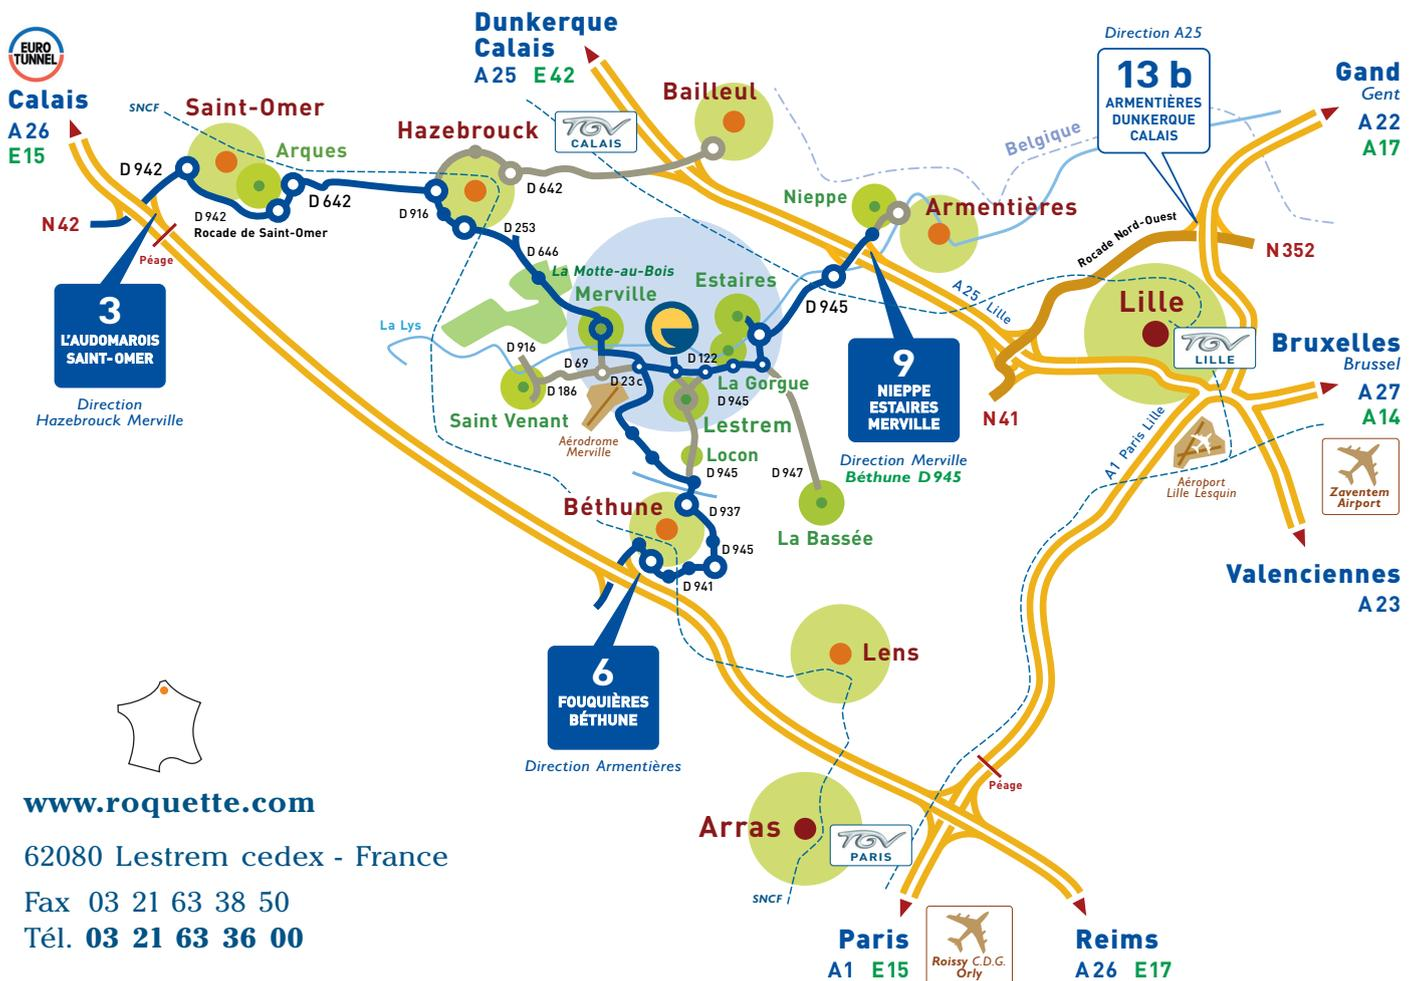 EURO
TUNNEL
Calais
A 26
E 15
SNCF
Saint-Omer
Arques
D 942
D 642
D 942
Rocade de Saint-Omer
N 42
Péage
3
L'AUDOMAROIS
SAINT-OMER
Direction
Hazebrouck Merville
Dunkerque
Calais
A 25 E 42
Hazebrouck
TGV
CALAIS
Bailleul
D 642
D 916
D 253
D 646
La Motte-au-Bois
Merville
Estaires
La Lys
D 916
D 69
D 186
D 23c
D 122
Saint Venant
Aérodrome
Merville
La Gorgue
D 945
Lestrem
Locon
D 945
D 947
Béthune
D 937
D 945
D 941
La Bassée
Nieppe
Armentières
Belgique
D 945
9
NIEPPE
ESTAIRES
MERVILLE
Direction Merville
Béthune D 945
Direction A25
13 b
ARMENTIÈRES
DUNKERQUE
CALAIS
Gand
Gent
A 22
A 17
Rocade Nord-Ouest
N 352
A25 Lille
N 41
Lille
TGV
LILLE
Bruxelles
Brussel
A 27
A 14
A1 Paris Lille
Aéroport
Lille Lesquin
Zaventem
Airport
Valenciennes
A 23
6
FOUQUIÈRES
BÉTHUNE
Direction Armentières
Lens
Arras
TGV
PARIS
SNCF
Péage
Paris
A 1 E 15
Roissy C.D.G.
Orly
Reims
A 26 E 17
www.roquette.com
62080 Lestrem cedex - France
Fax 03 21 63 38 50
Tél. 03 21 63 36 00